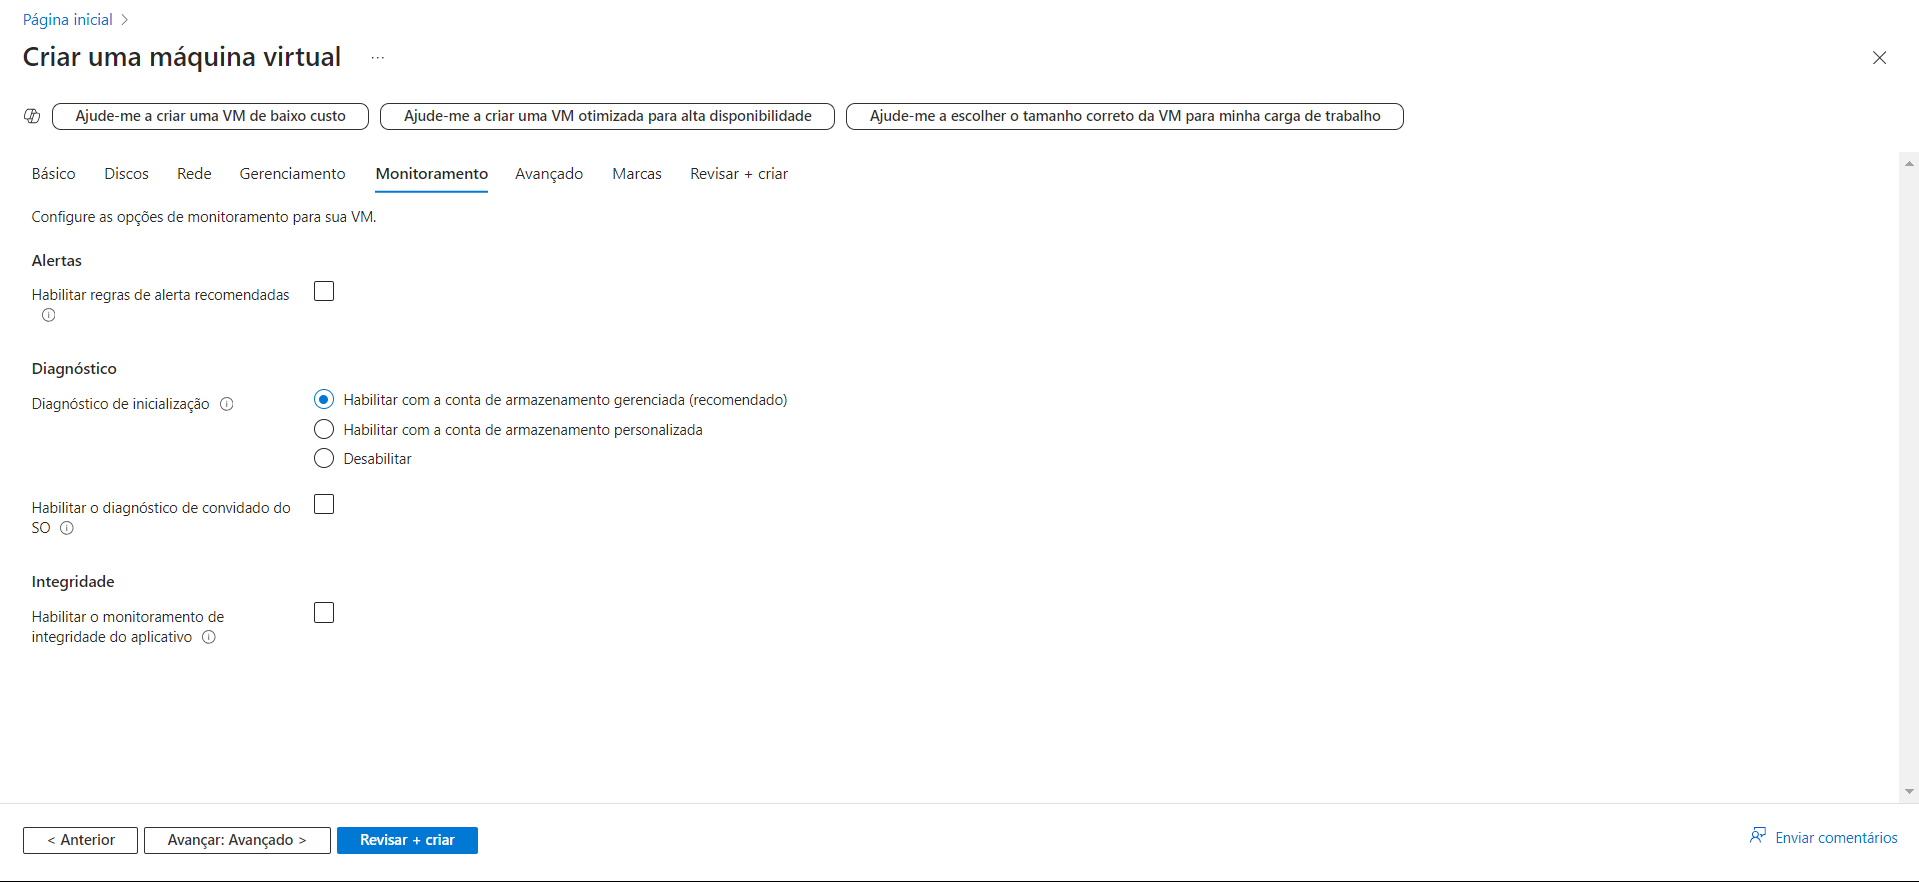 Página inicial >
Criar uma máquina virtual ...
Ajude-me a criar uma VM de baixo custo
Ajude-me a criar uma VM otimizada para alta disponibilidade
Ajude-me a escolher o tamanho correto da VM para minha carga de trabalho
Básico Discos Rede Gerenciamento Monitoramento Avançado Marcas Revisar + criar
Configure as opções de monitoramento para sua VM.
Alertas
Habilitar regras de alerta recomendadas
Diagnóstico
Diagnóstico de inicialização
Habilitar com a conta de armazenamento gerenciada (recomendado)
Habilitar com a conta de armazenamento personalizada
Desabilitar
Habilitar o diagnóstico de convidado do
SO
Integridade
Habilitar o monitoramento de
integridade do aplicativo
< Anterior
Avançar: Avançado >
Revisar + criar
Enviar comentários